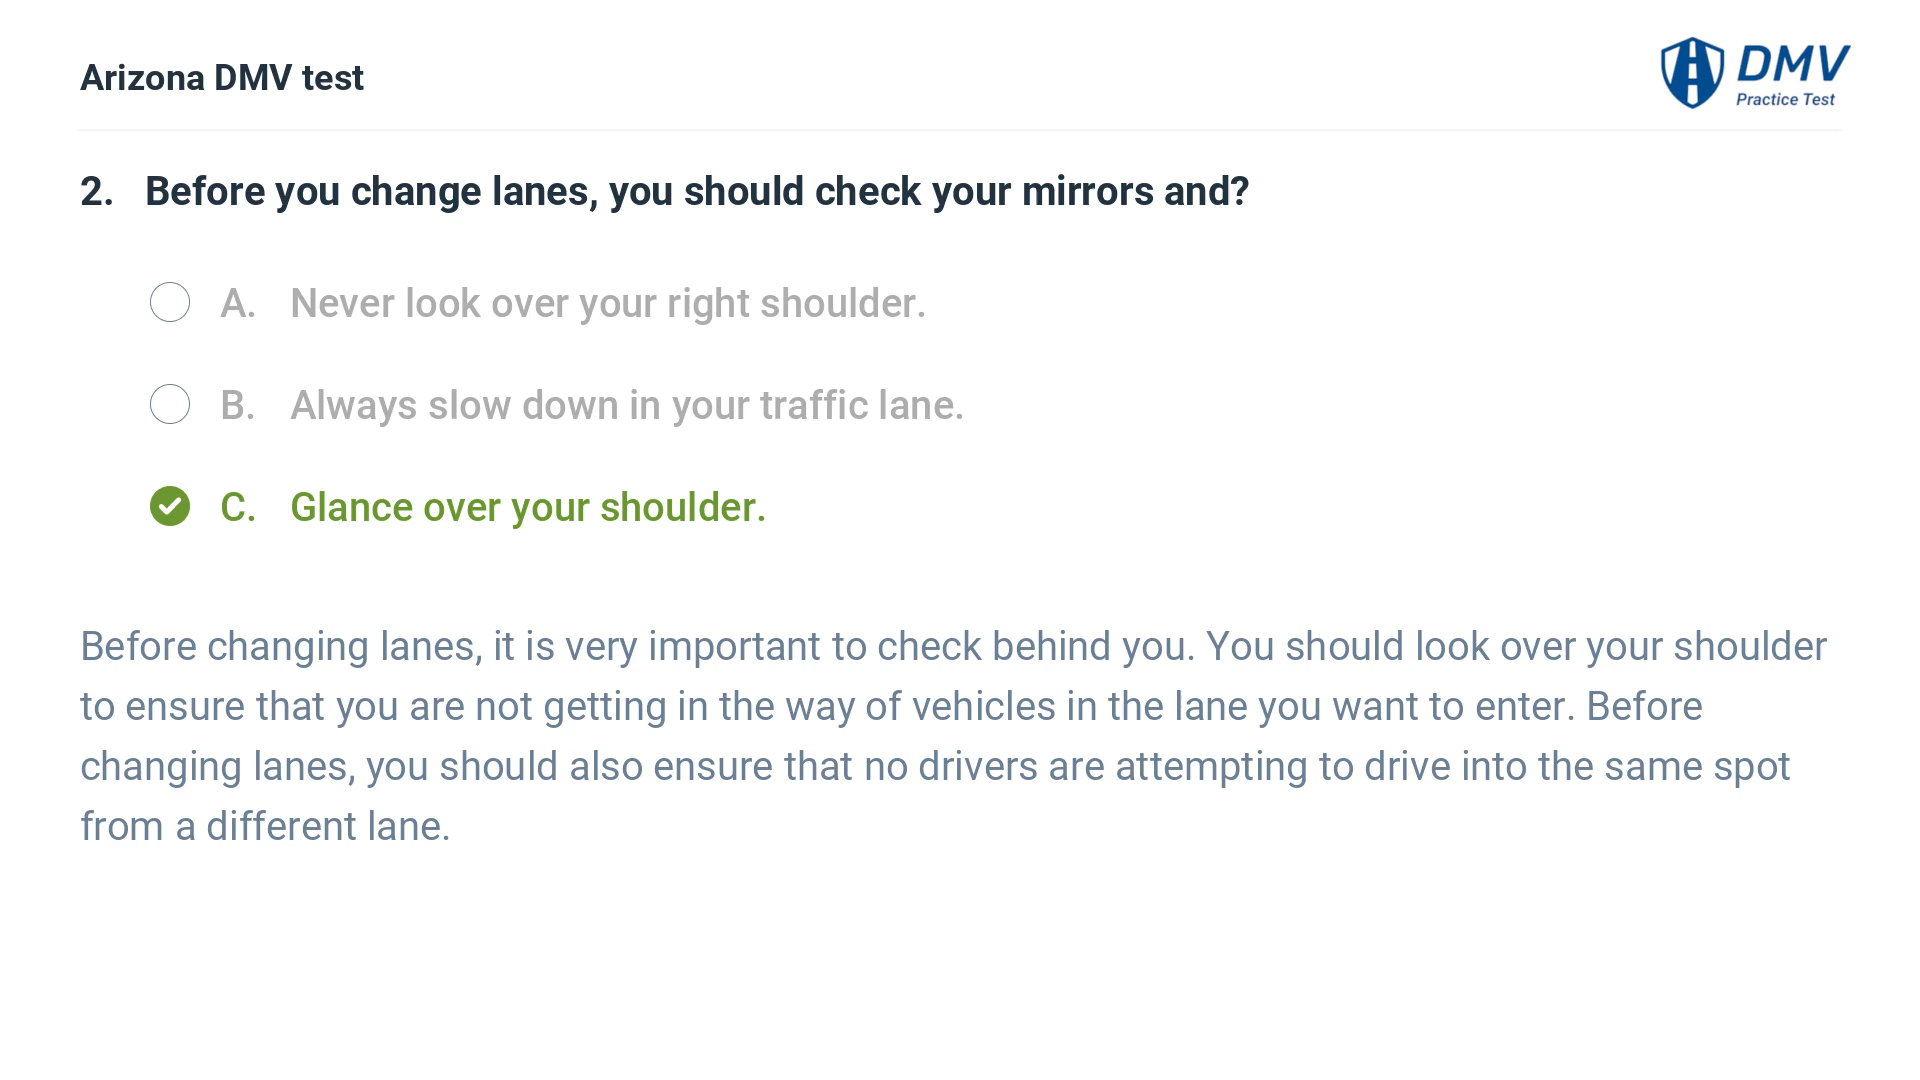 Arizona DMV test
DMV
Practice Test
2. Before you change lanes, you should check your mirrors and?
A. Never look over your right shoulder.
B. Always slow down in your traffic lane.
C. Glance over your shoulder.
Before changing lanes, it is very important to check behind you. You should look over your shoulder
to ensure that you are not getting in the way of vehicles in the lane you want to enter. Before
changing lanes, you should also ensure that no drivers are attempting to drive into the same spot
from a different lane.